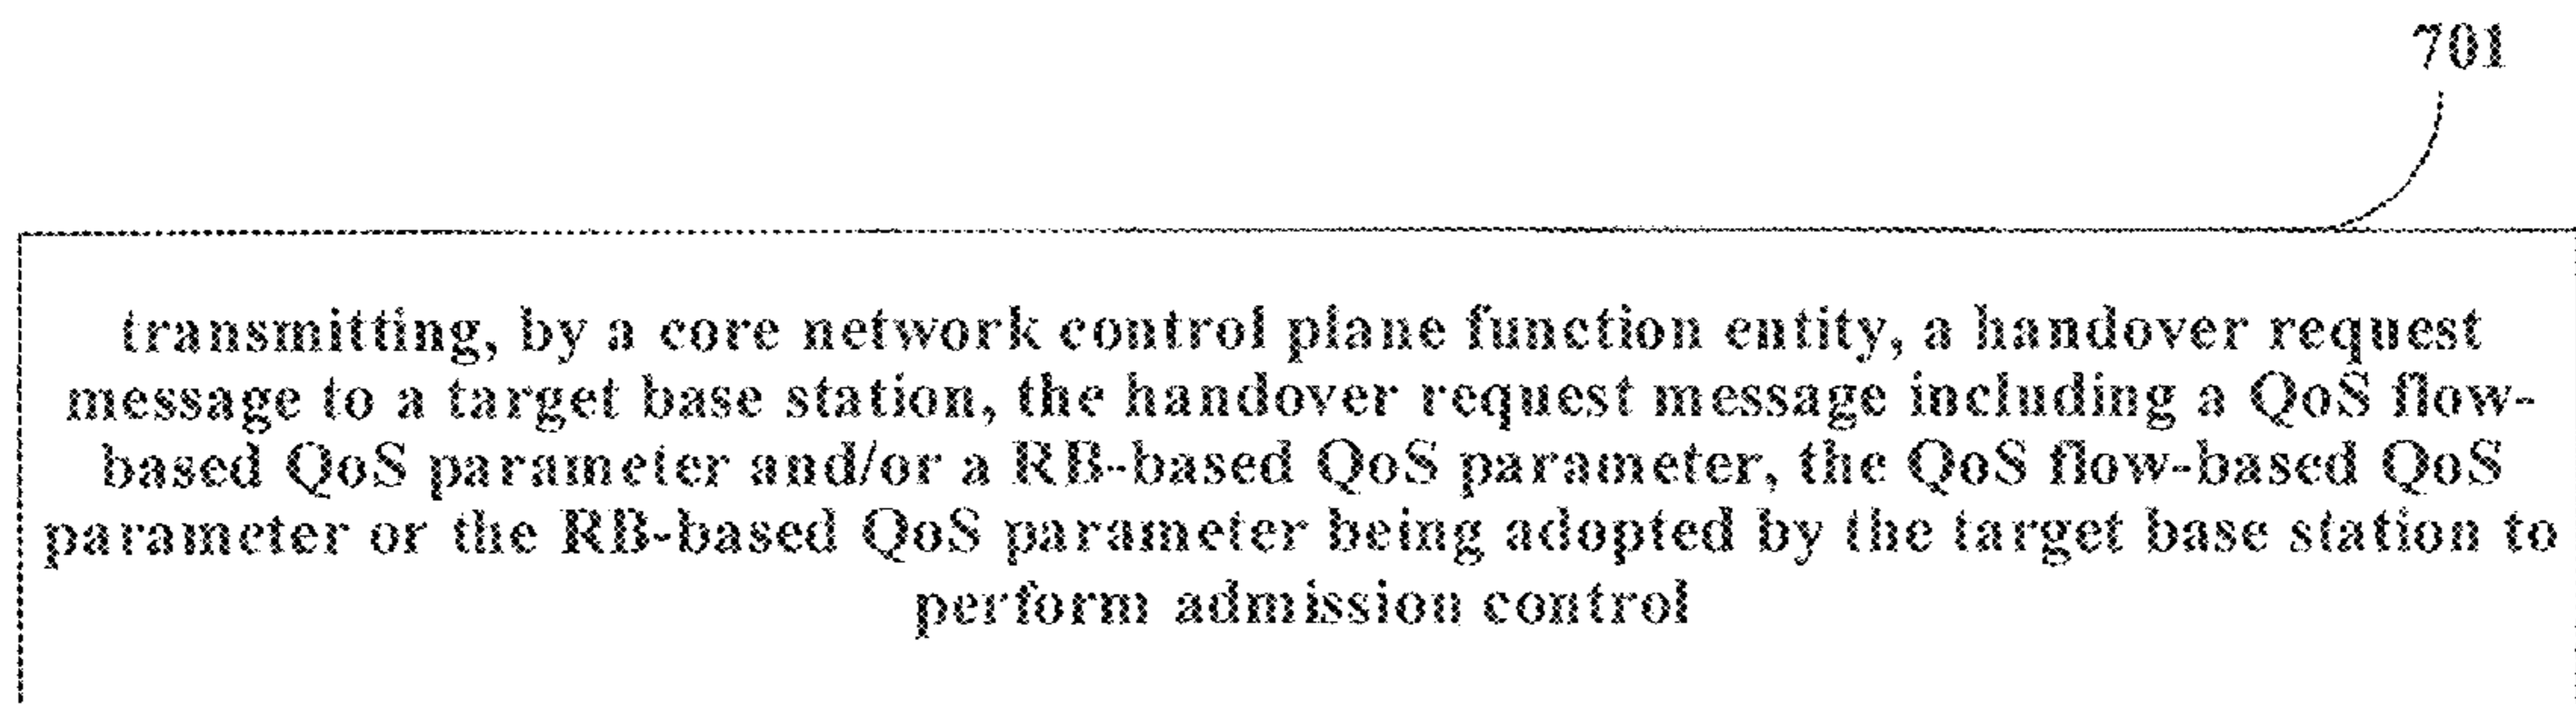 701
transmitting, by a core network control plane function entity, a handover request
message to a target base station, the handover request message including a QoS flow-
based QoS parameter and/or a RB-based QoS parameter, the QoS flow-based QoS
parameter or the RB-based QoS parameter being adopted by the target base station to
perform admission control